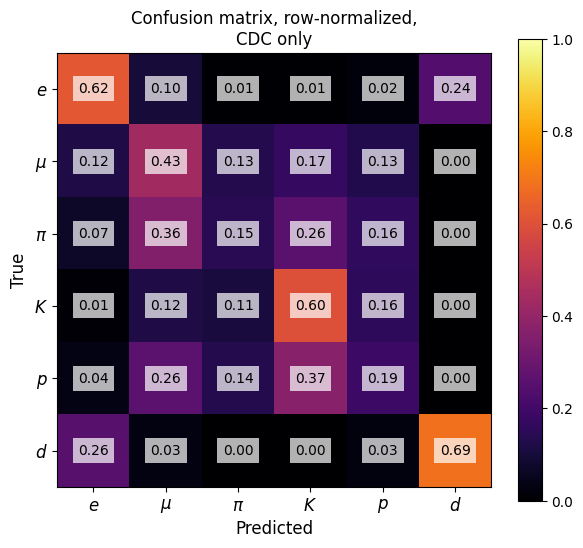 Confusion matrix, row-normalized,
CDC only
1.0
e 0.62 0.10 0.01 0.01 0.02 0.24
0.8
μ 0.12 0.43 0.13 0.17 0.13 0.00
0.6
π 0.07 0.36 0.15 0.26 0.16 0.00
True
K 0.01 0.12 0.11 0.60 0.16 0.00
0.4
p 0.04 0.26 0.14 0.37 0.19 0.00
0.2
d 0.26 0.03 0.00 0.00 0.03 0.69
0.0
e μ π K p d
Predicted